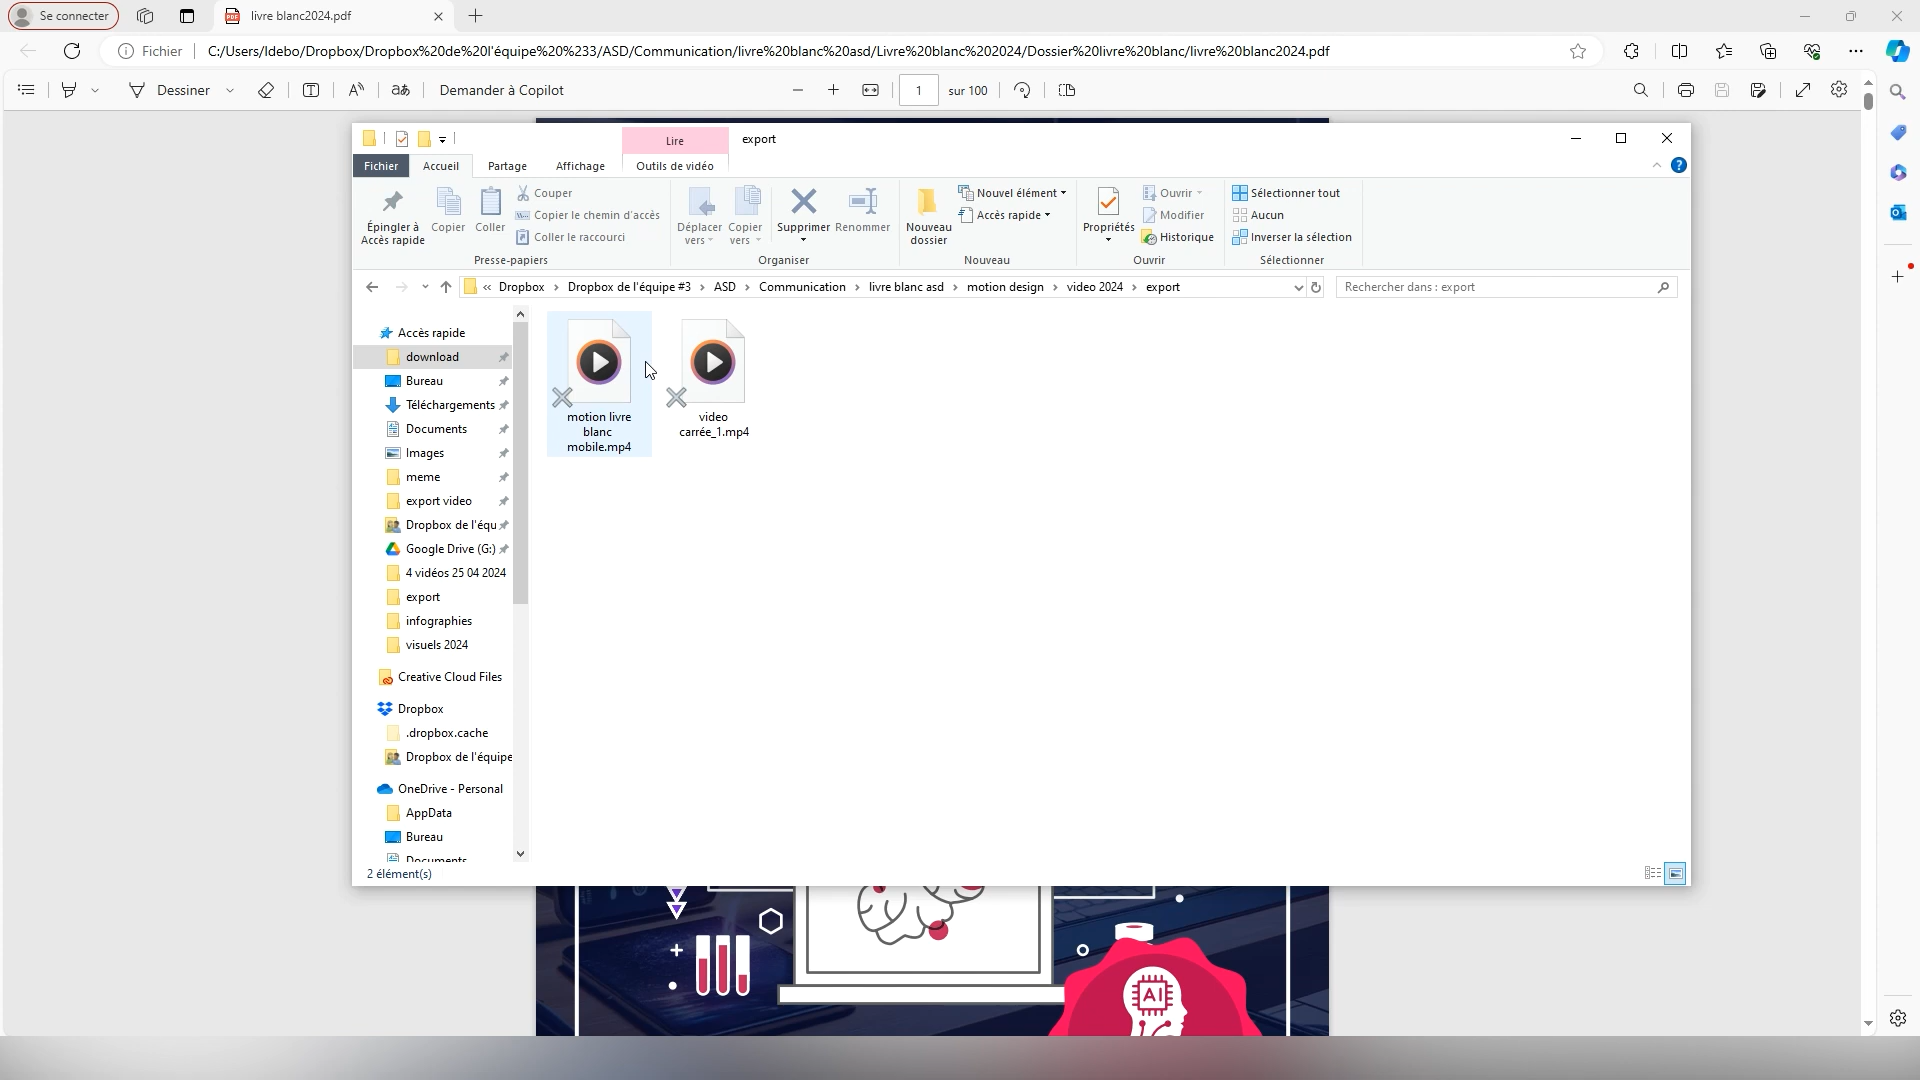 Se connecter
livre blanc2024.pdf
Fichier
C:/Users/Idebo/Dropbox/Dropbox%20de%20l'équipe%20%233/ASD/Communication/livre%20blanc%20asd/Livre%20blanc%202024/Dossier%20livre%20blanc/livre%20blanc2024.pdf
Dessiner
Demander à Copilot
1 sur 100
Lire
export
Fichier
Accueil
Partage
Affichage
Outils de vidéo
Épingler à
Accès rapide
Copier
Coller
Couper
Copier le chemin d'accès
Coller le raccourci
Presse-papiers
Déplacer
vers
Copier
vers
Supprimer
Renommer
Organiser
Nouveau
dossier
Nouvel élément
Accès rapide
Nouveau
Propriétés
Ouvrir
Modifier
Historique
Ouvrir
Sélectionner tout
Aucun
Inverser la sélection
Sélectionner
« Dropbox > Dropbox de l'équipe #3 > ASD > Communication > livre blanc asd > motion design > video 2024 > export
Rechercher dans : export
Accès rapide
download
Bureau
Téléchargements
Documents
Images
meme
export video
Dropbox de l'équ
Google Drive (G:)
4 vidéos 25 04 2024
export
infographies
visuels 2024
Creative Cloud Files
Dropbox
.dropbox.cache
Dropbox de l'équipe
OneDrive - Personal
AppData
Bureau
Documents
motion livre
blanc
mobile.mp4
video
carrée_1.mp4
2 élément(s)
AI